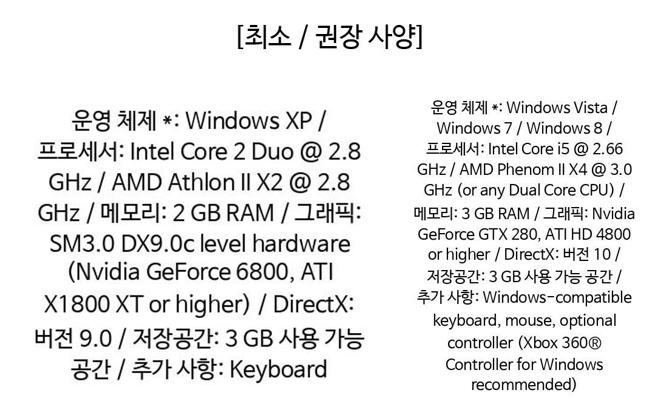 [최소 / 권장 사양]
운영 체제 *: Windows XP /
프로세서: Intel Core 2 Duo @ 2.8
GHz / AMD Athlon II X2 @ 2.8
GHz / 메모리: 2 GB RAM / 그래픽:
SM3.0 DX9.0c level hardware
(Nvidia GeForce 6800, ATI
X1800 XT or higher) / DirectX:
버전 9.0 / 저장공간: 3 GB 사용 가능
공간 / 추가 사항: Keyboard
운영 체제 *: Windows Vista /
Windows 7 / Windows 8 /
프로세서: Intel Core i5 @ 2.66
GHz / AMD Phenom II X4 @ 3.0
GHz (or any Dual Core CPU) /
메모리: 3 GB RAM / 그래픽: Nvidia
GeForce GTX 280, ATI HD 4800
or higher / DirectX: 버전 10 /
저장공간: 3 GB 사용 가능 공간 /
추가 사항: Windows-compatible
keyboard, mouse, optional
controller (Xbox 360®
Controller for Windows
recommended)